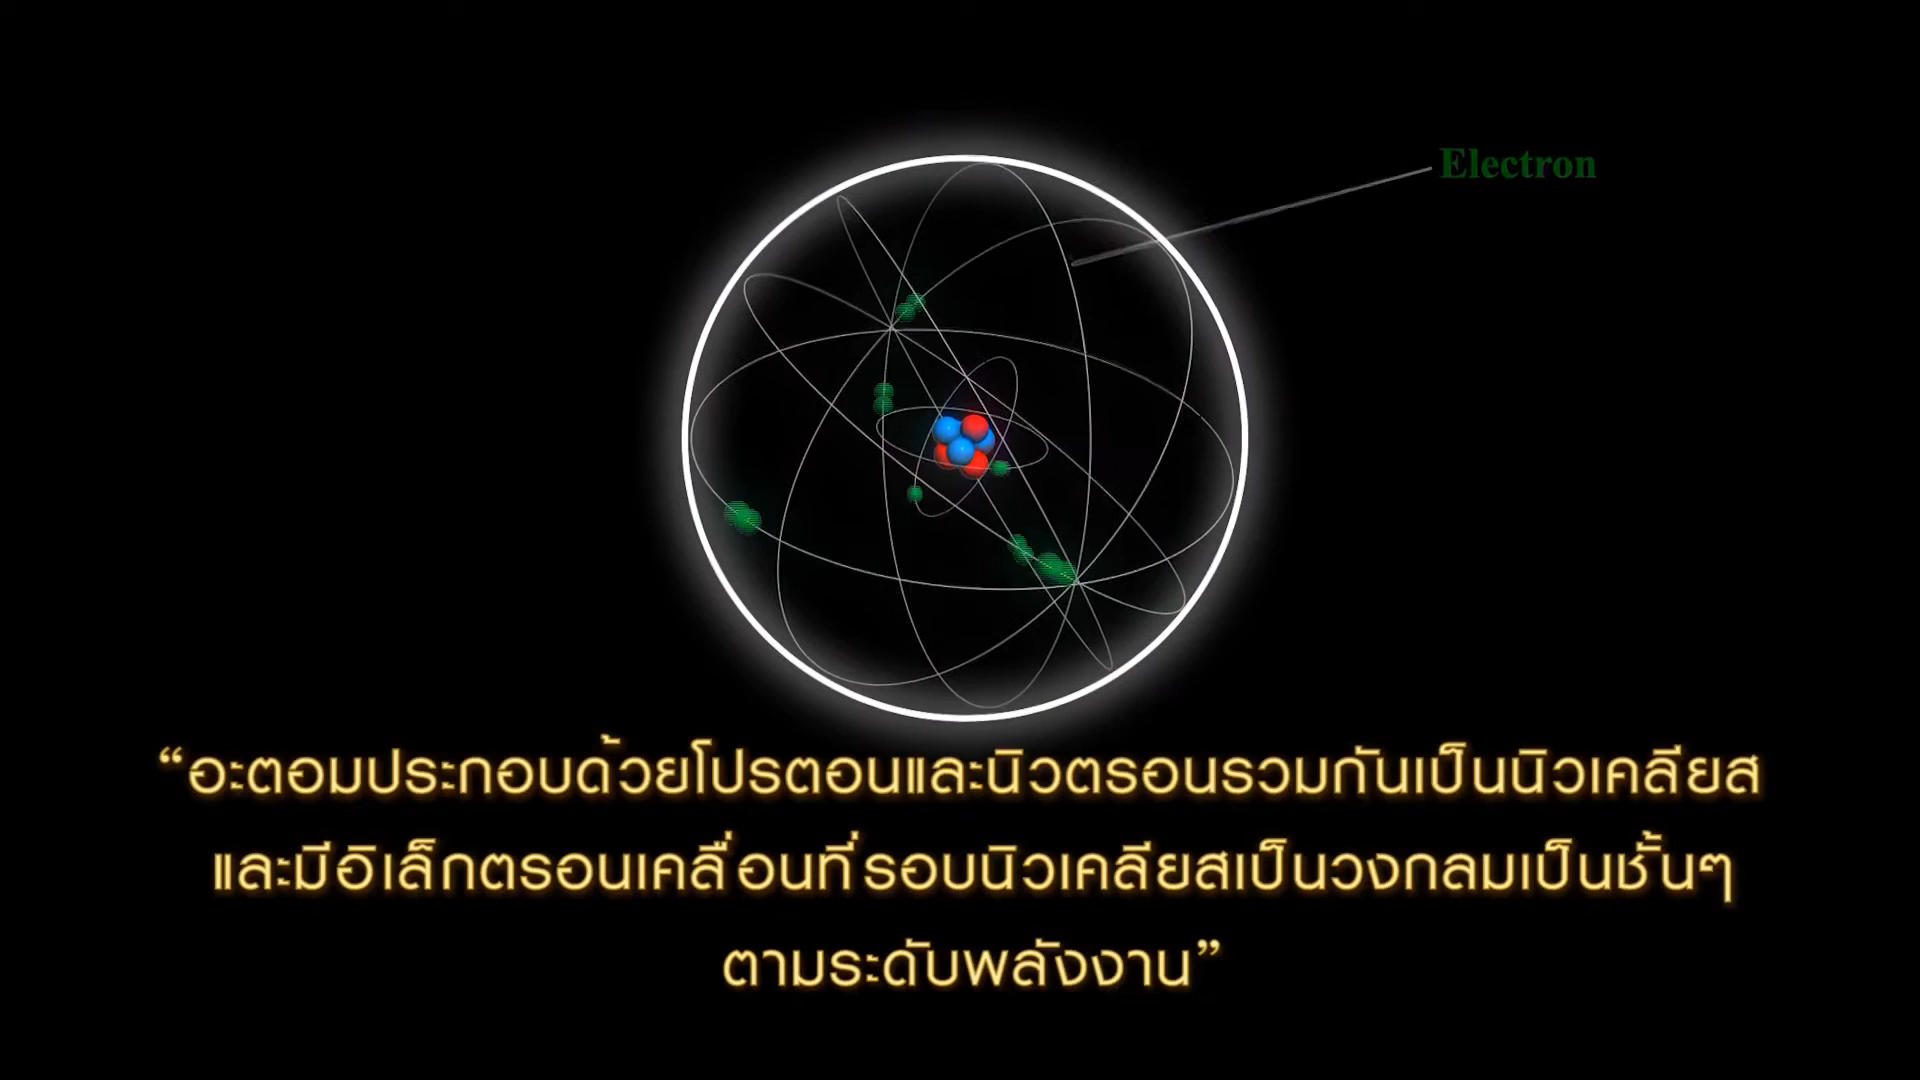 Electron
“อะตอมประกอบด้วยโปรตอนและนิวตรอนรวมกันเป็นนิวเคลียส
และมีอิเล็กตรอนเคลื่อนที่รอบนิวเคลียสเป็นวงกลมเป็นชั้นๆ
ตามระดับพลังงาน”